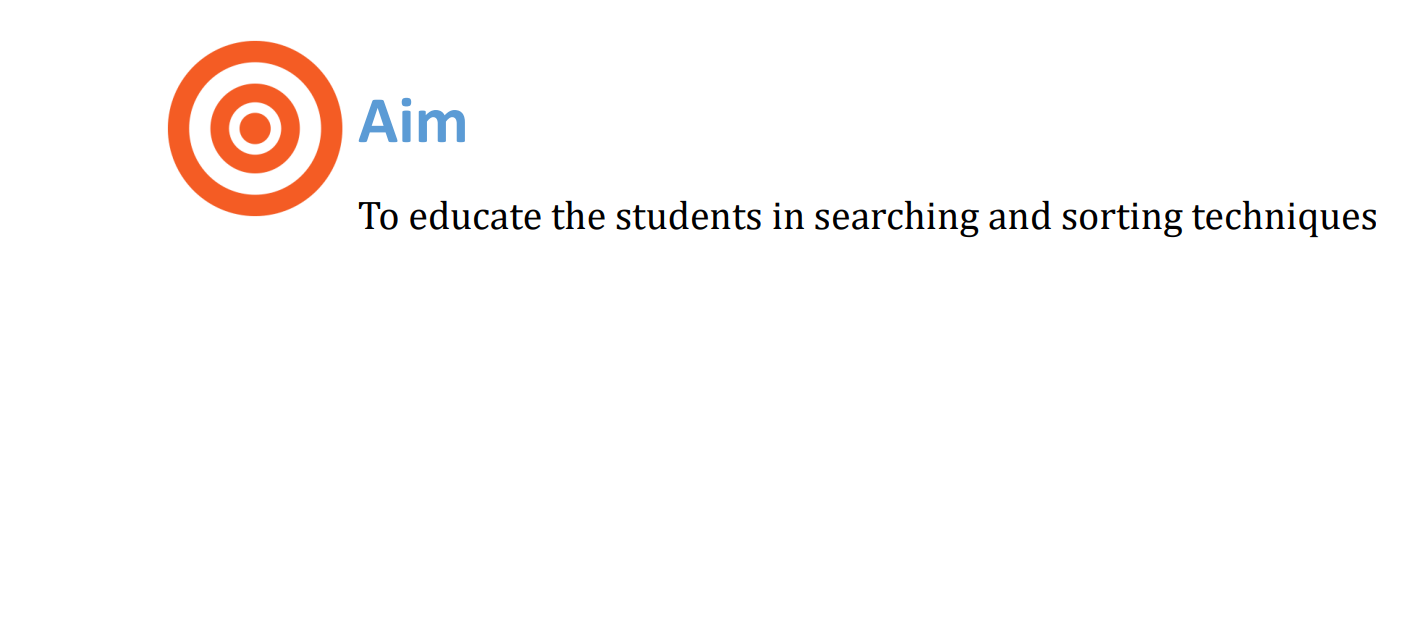 Aim
To educate the students in searching and sorting techniques